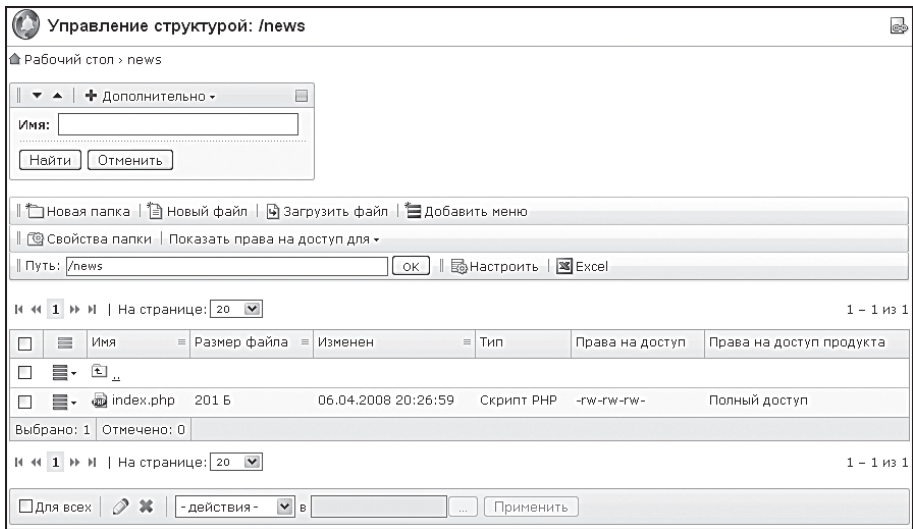 Управление структурой: /news
Рабочий стол › news
Дополнительно
Имя:
Найти Отменить
Новая папка Новый файл Загрузить файл Добавить меню
Свойства папки Показать права на доступ для
Путь: /news OK Настроить Excel
1 | На странице: 20 1 – 1 из 1
Имя Размер файла Изменен Тип Права на доступ Права на доступ продукта
..
index.php 201 Б 06.04.2008 20:26:59 Скрипт PHP -rw-rw-rw- Полный доступ
Выбрано: 1 Отмечено: 0
1 | На странице: 20 1 – 1 из 1
Для всех - действия - в ... Применить